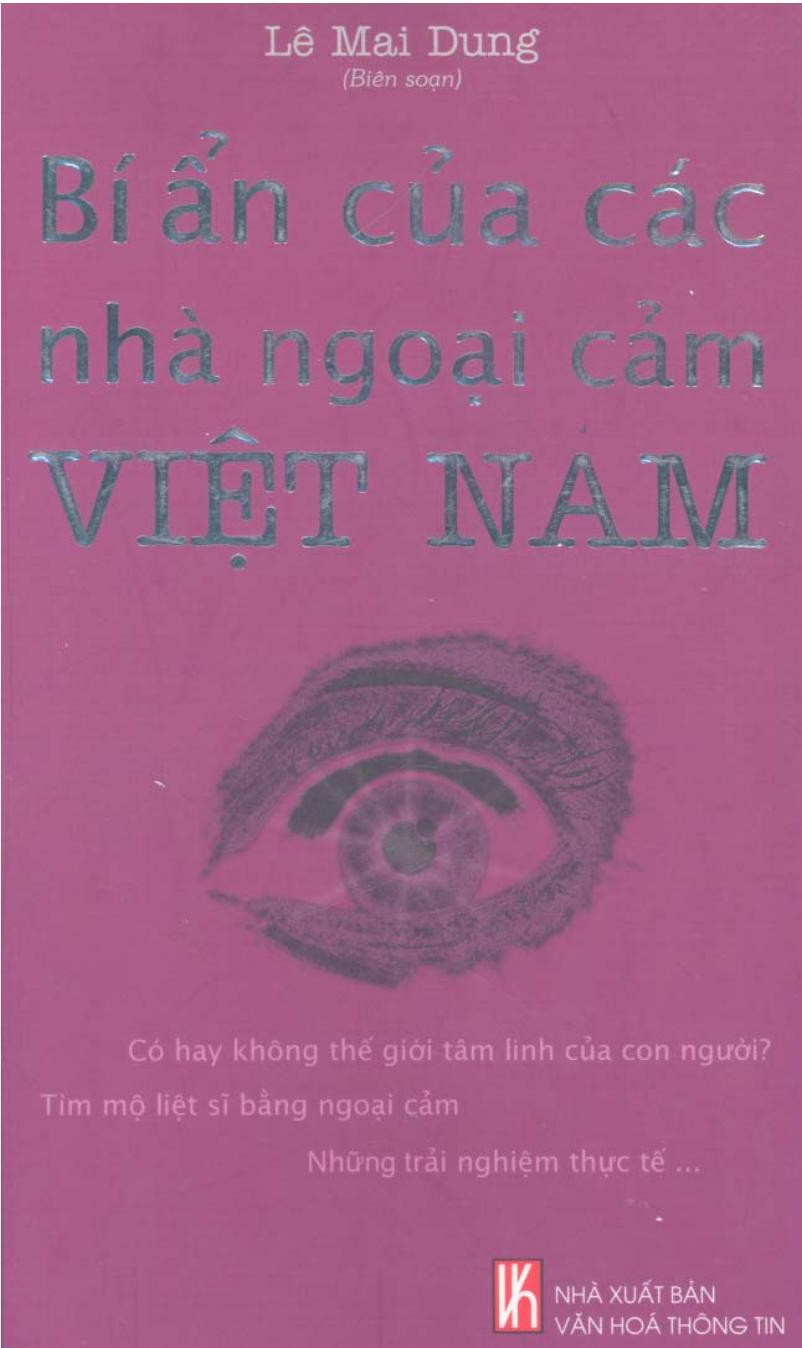 Lê Mai Dung
(Biên soạn)
Bí ẩn của các
nhà ngoại cảm
VIỆT NAM
Có hay không thế giới tâm linh của con người?
Tìm mộ liệt sĩ bằng ngoại cảm
Những trải nghiệm thực tế ...
NHÀ XUẤT BẢN
VĂN HOÁ THÔNG TIN